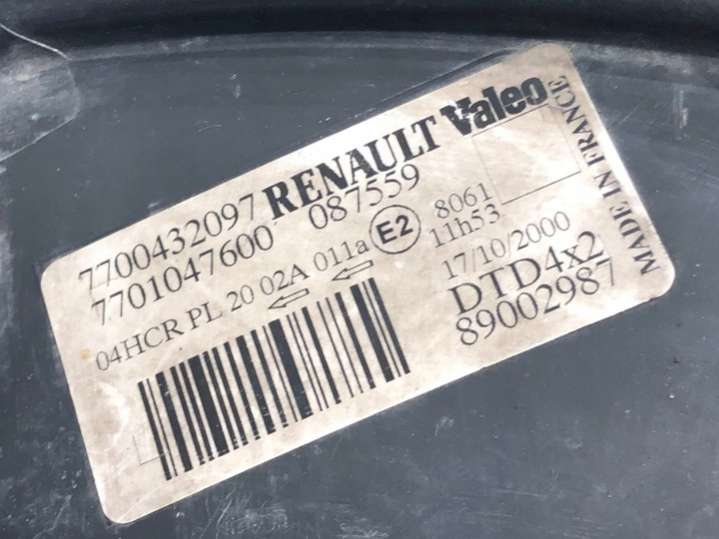 7700432097 RENAULT Valeo
7701047600 087559
04HCR PL 20 02A 011a E2 8061
11h53
17/10/2000
DTD4x2
89002987
MADE IN FRANCE